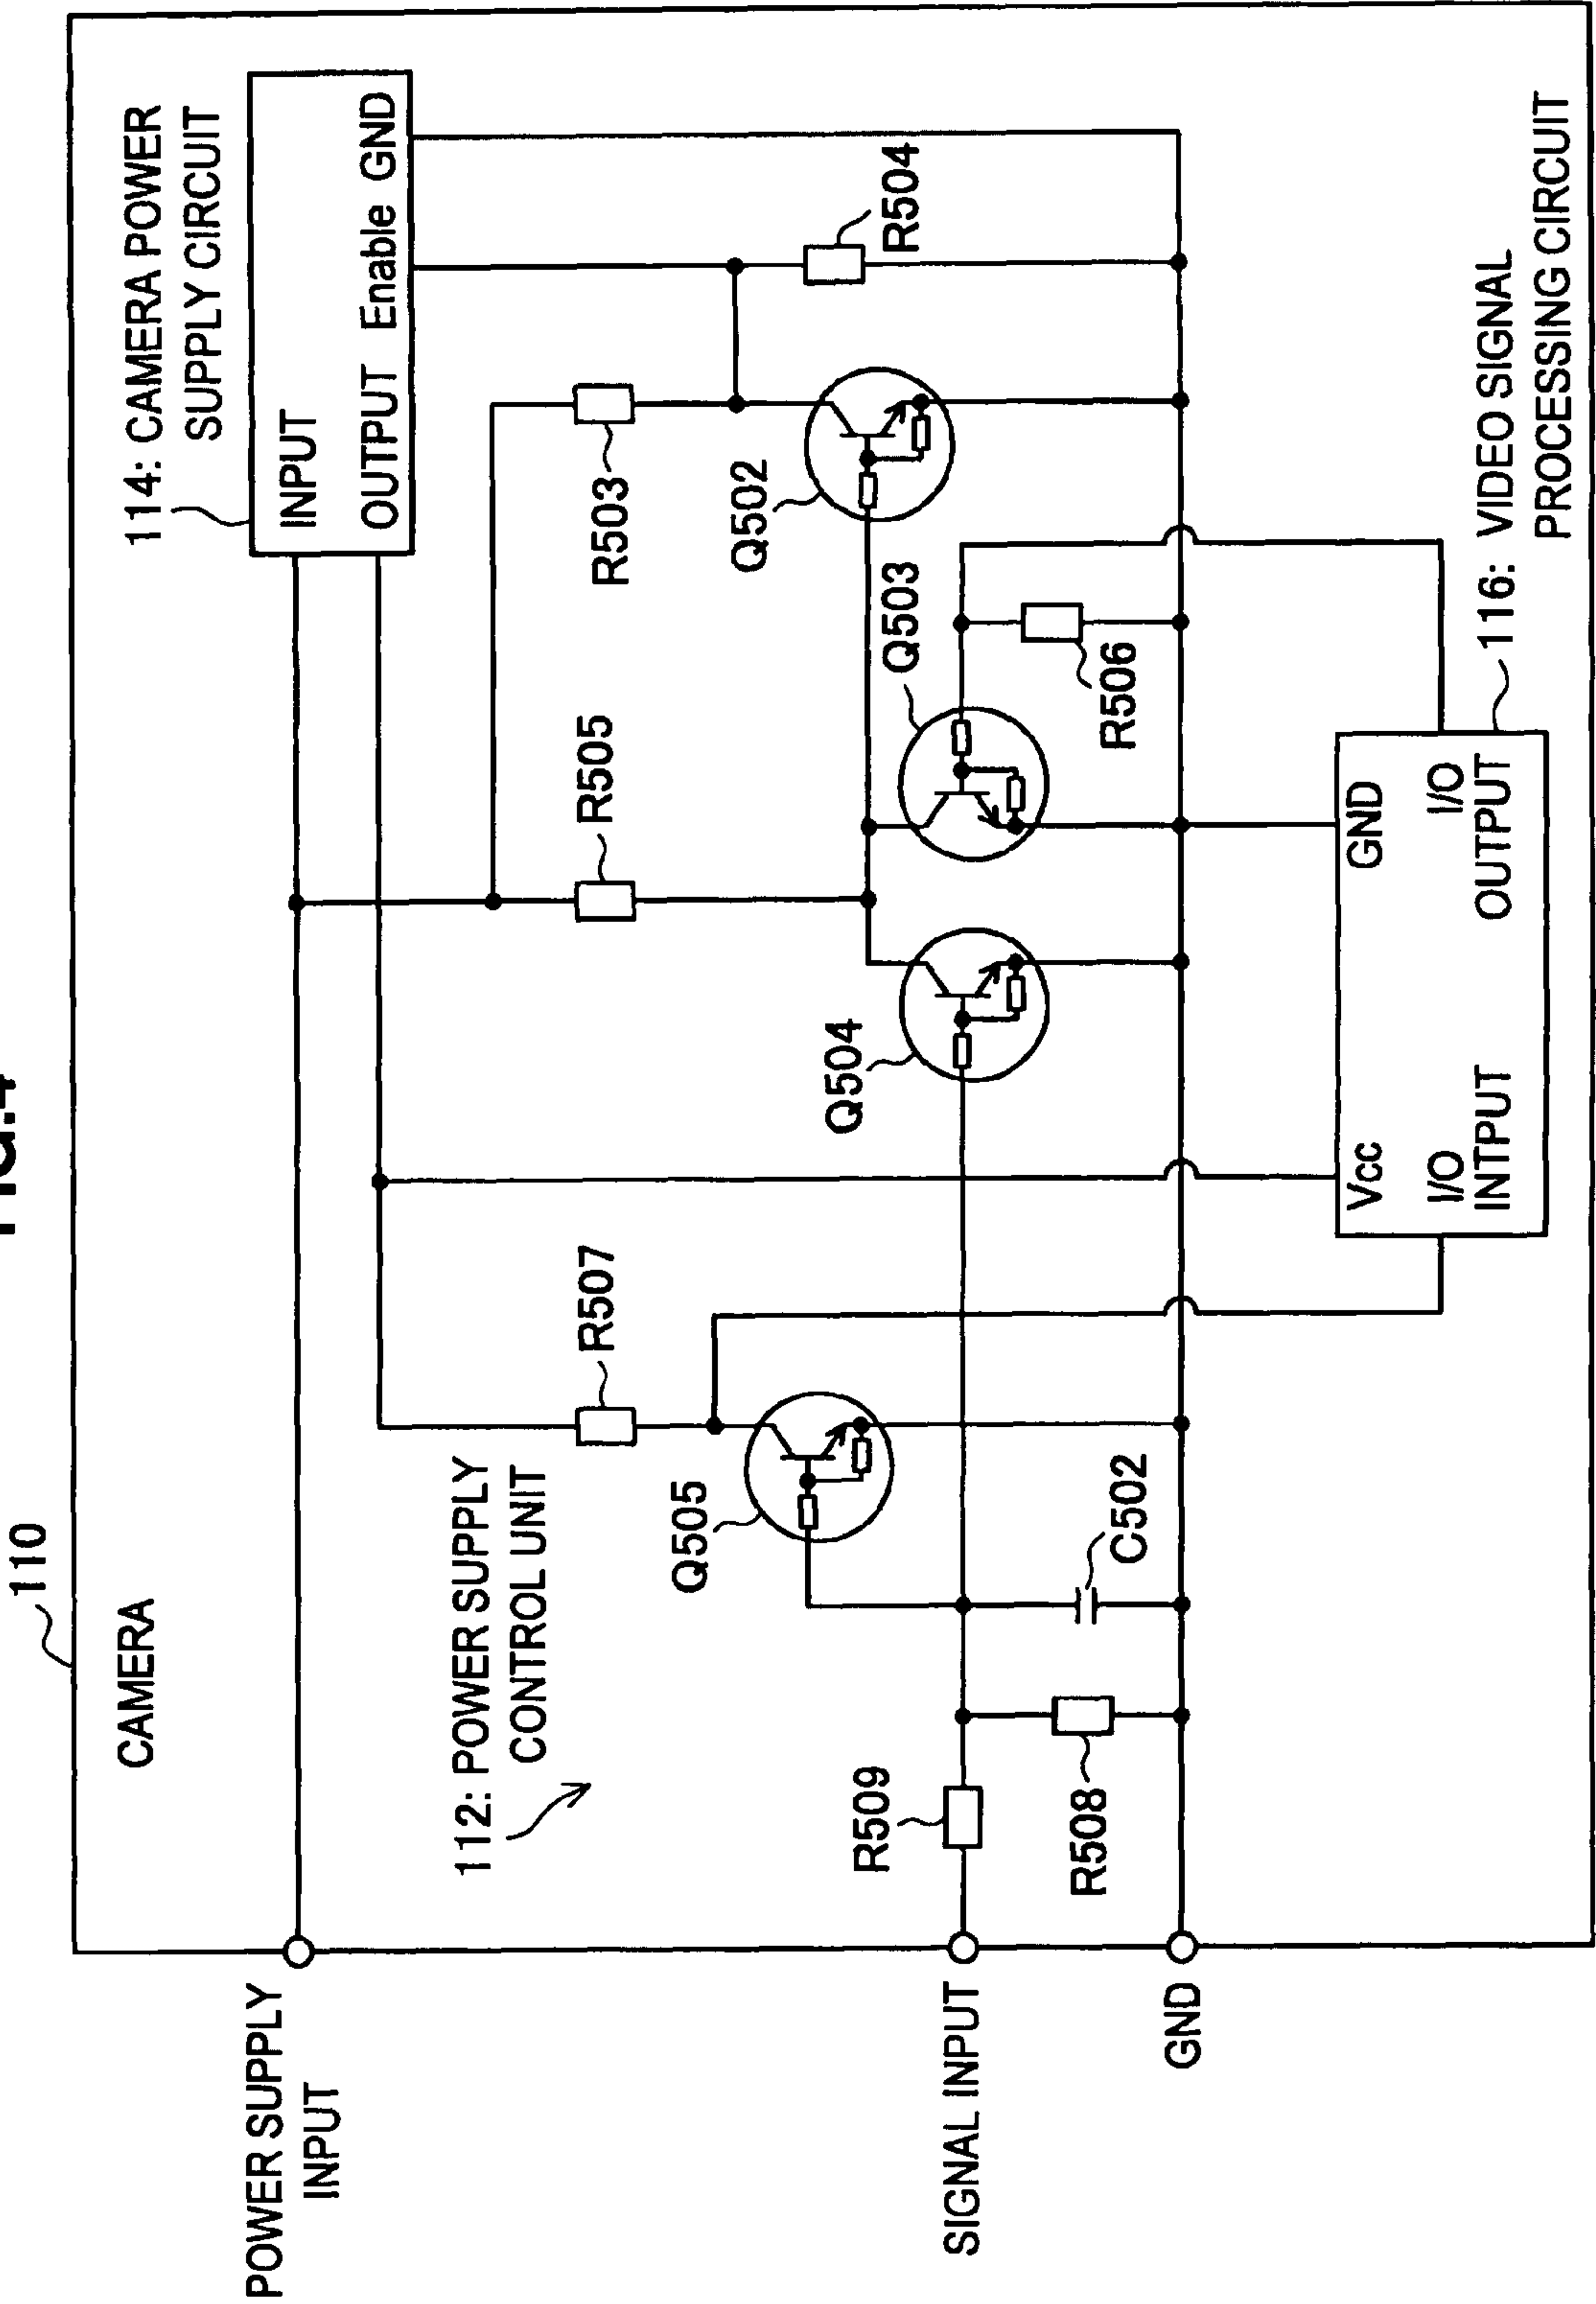 FIG.4
110
CAMERA
114: CAMERA POWER
SUPPLY CIRCUIT
INPUT
OUTPUT Enable GND
POWER SUPPLY
INPUT
112: POWER SUPPLY
CONTROL UNIT
R507
R505
R503
Q505
Q502
R504
Q504
Q503
R509
SIGNAL INPUT
C502
R508
R506
GND
Vcc
GND
I/O
INTPUT
I/O
OUTPUT
116: VIDEO SIGNAL
PROCESSING CIRCUIT